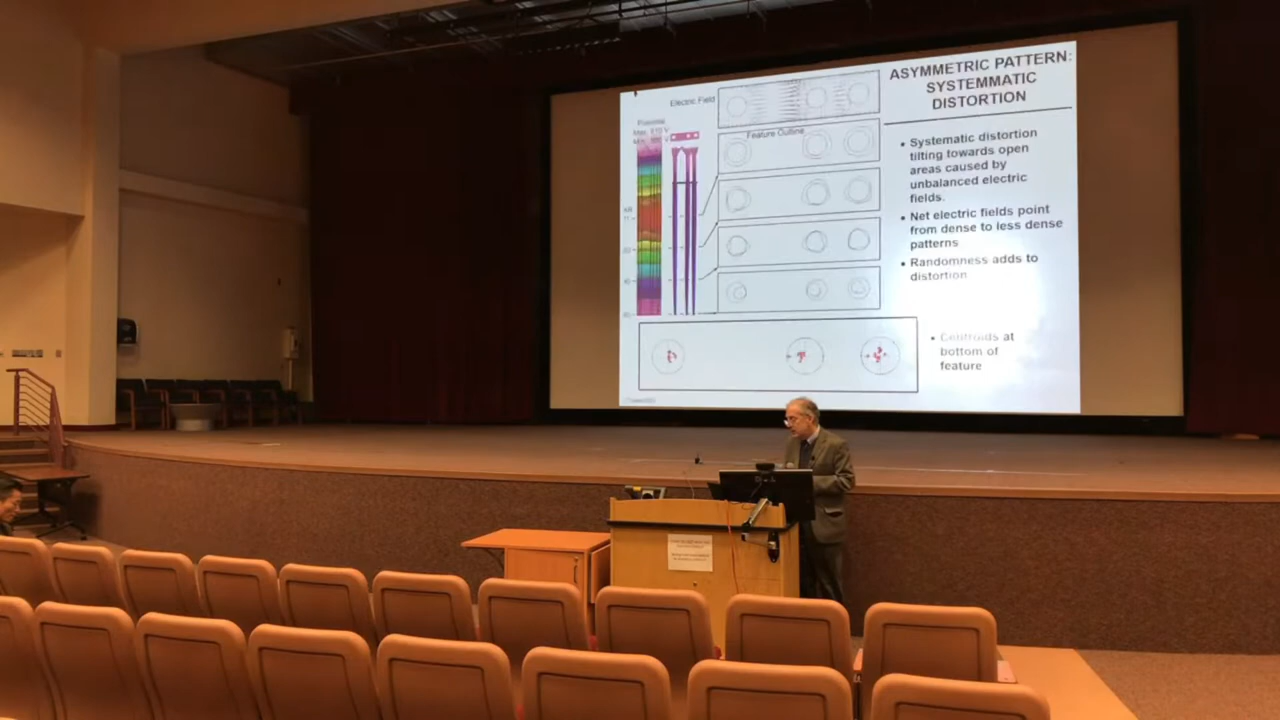 ASYMMETRIC PATTERN:
SYSTEMMATIC
DISTORTION
Electric Field
Feature Outline
• Systematic distortion
tilting towards open
areas caused by
unbalanced electric
fields.
• Net electric fields point
from dense to less dense
patterns
• Randomness adds to
distortion
• Centroids at
bottom of
feature